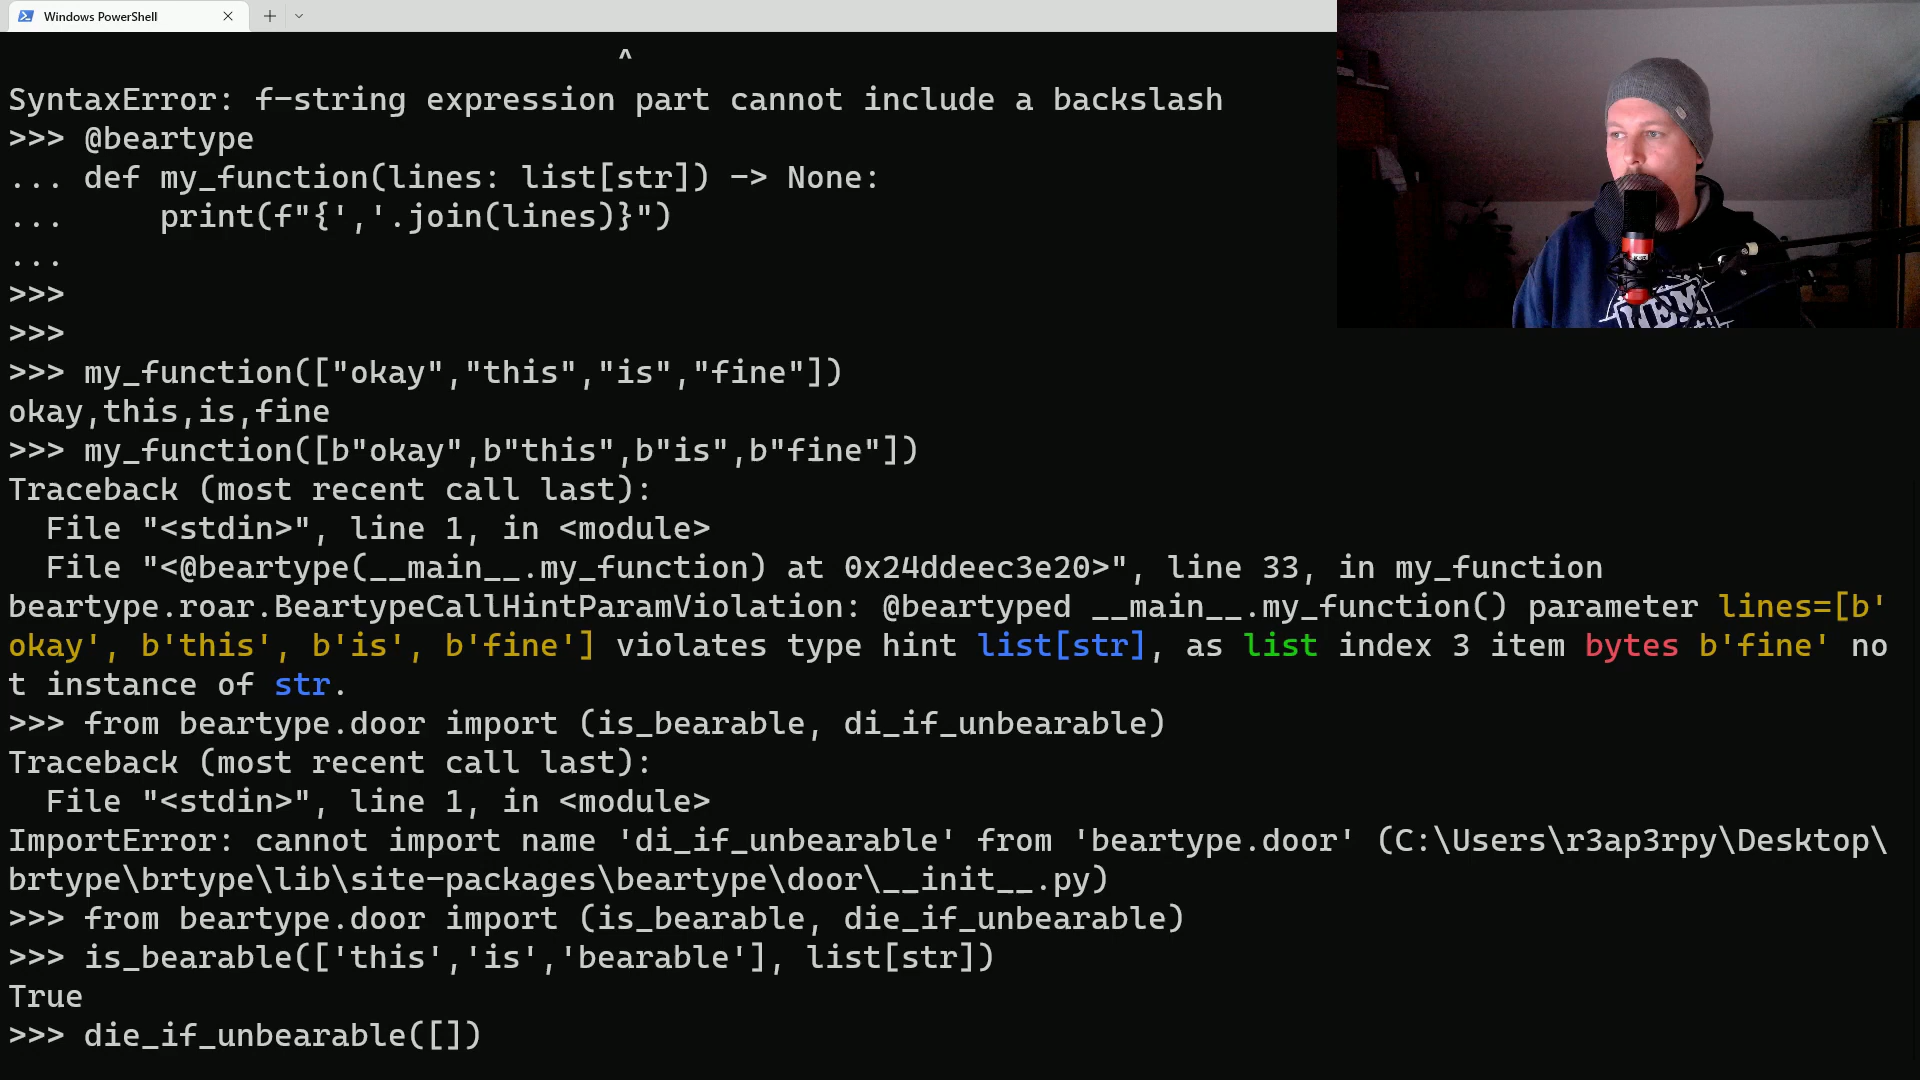 Windows PowerShell
^
SyntaxError: f-string expression part cannot include a backslash
>>> @beartype
... def my_function(lines: list[str]) -> None:
...     print(f"{','.join(lines)}")
...
>>>
>>>
>>> my_function(["okay","this","is","fine"])
okay,this,is,fine
>>> my_function([b"okay",b"this",b"is",b"fine"])
Traceback (most recent call last):
  File "<stdin>", line 1, in <module>
  File "<@beartype(__main__.my_function) at 0x24ddeec3e20>", line 33, in my_function
beartype.roar.BeartypeCallHintParamViolation: @beartyped __main__.my_function() parameter lines=[b'
okay', b'this', b'is', b'fine'] violates type hint list[str], as list index 3 item bytes b'fine' no
t instance of str.
>>> from beartype.door import (is_bearable, di_if_unbearable)
Traceback (most recent call last):
  File "<stdin>", line 1, in <module>
ImportError: cannot import name 'di_if_unbearable' from 'beartype.door' (C:\Users\r3ap3rpy\Desktop\
brtype\brtype\lib\site-packages\beartype\door\__init__.py)
>>> from beartype.door import (is_bearable, die_if_unbearable)
>>> is_bearable(['this','is','bearable'], list[str])
True
>>> die_if_unbearable([])